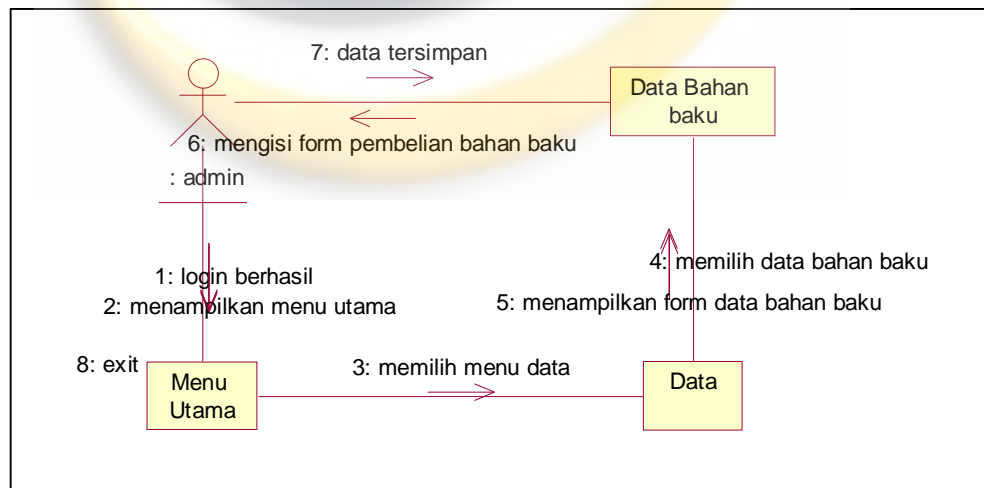 7: data tersimpan
Data Bahan
baku
6: mengisi form pembelian bahan baku
: admin
1: login berhasil
4: memilih data bahan baku
2: menampilkan menu utama
5: menampilkan form data bahan baku
8: exit
3: memilih menu data
Menu
Utama
Data